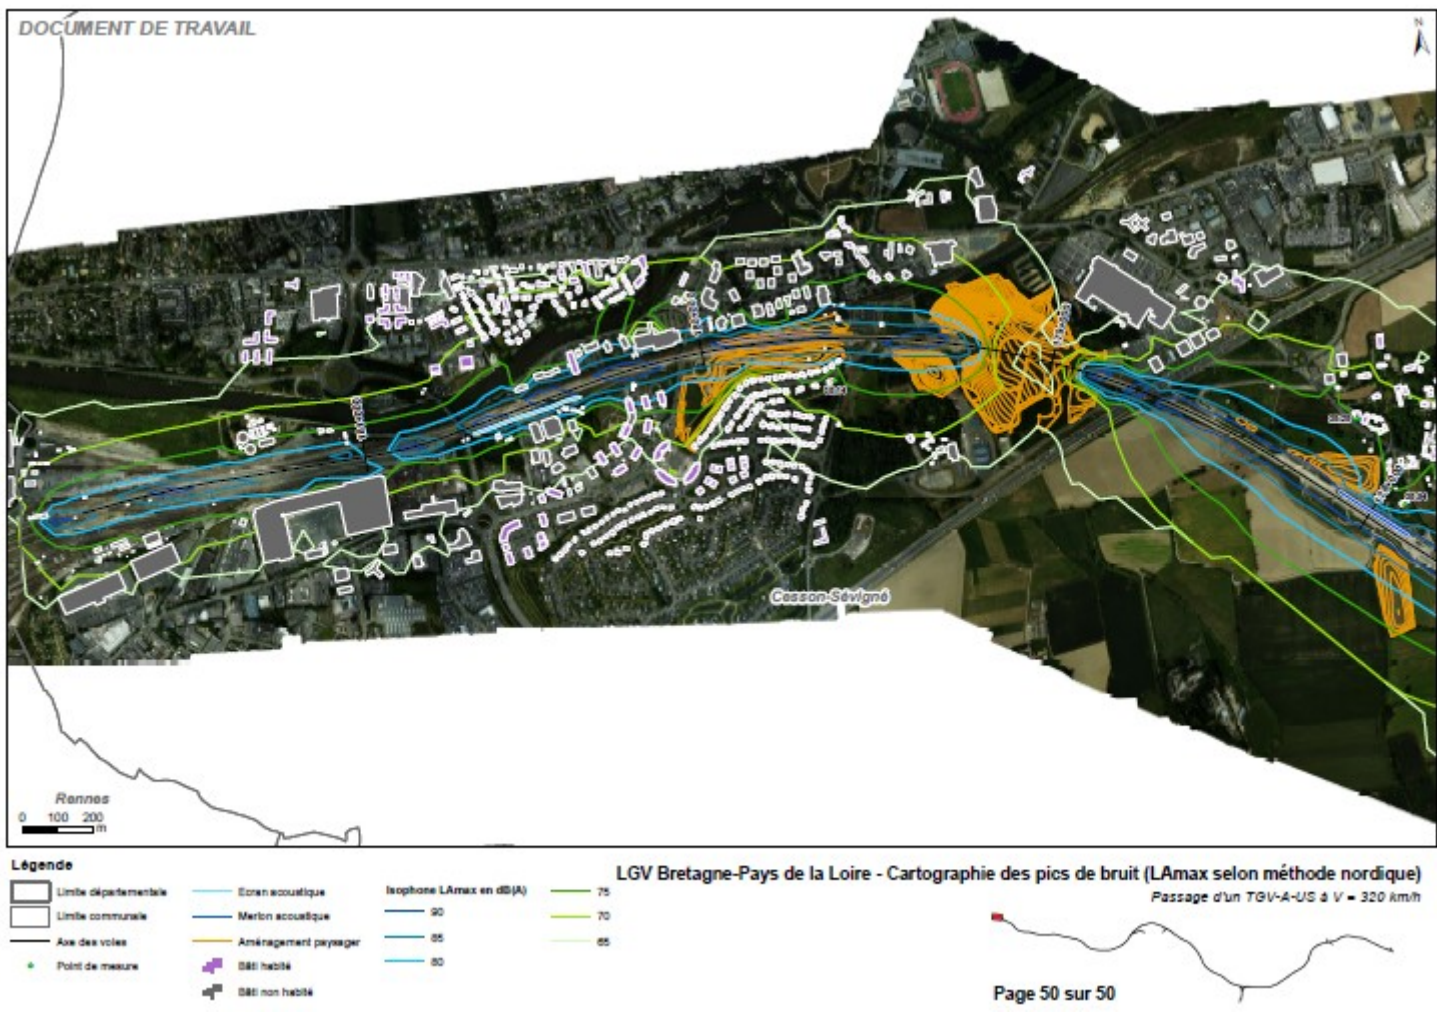 DOCUMENT DE TRAVAIL
N
Cesson-Sévigné
Rennes
0 100 200
m
Légende
Limite départementale
Limite communale
Axe des voies
Point de mesure
Ecran acoustique
Merlon acoustique
Aménagement paysager
Bâti habité
Bâti non habité
Isophone LAmax en dB(A)
90
85
80
75
70
65
LGV Bretagne-Pays de la Loire - Cartographie des pics de bruit (LAmax selon méthode nordique)
Passage d'un TGV-A-US à V = 320 km/h
Page 50 sur 50